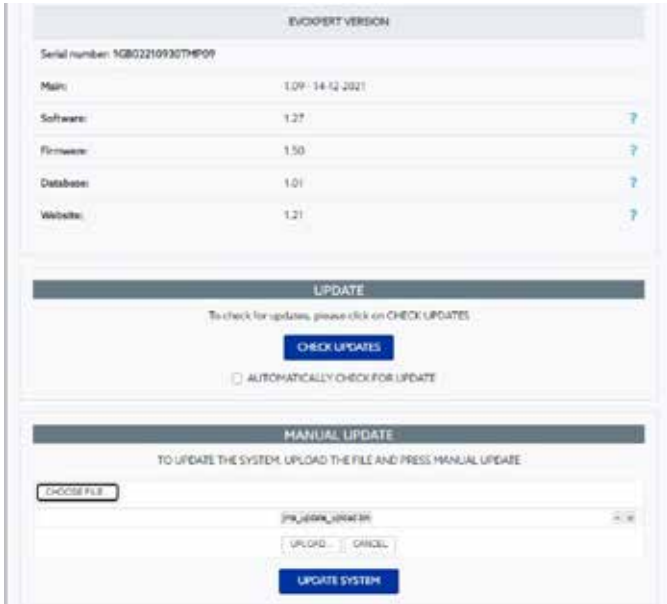 EVOXPERT VERSION
Serial number: 1GB02210930TMP09
Main: 1.09 - 14-12-2021
Software: 1.27 ?
Firmware: 1.50 ?
Database: 1.01 ?
Website: 1.21 ?
UPDATE
To check for updates, please click on CHECK UPDATES
CHECK UPDATES
AUTOMATICALLY CHECK FOR UPDATE
MANUAL UPDATE
TO UPDATE THE SYSTEM, UPLOAD THE FILE AND PRESS MANUAL UPDATE
CHOOSE FILE...
UPLOAD... CANCEL
UPDATE SYSTEM